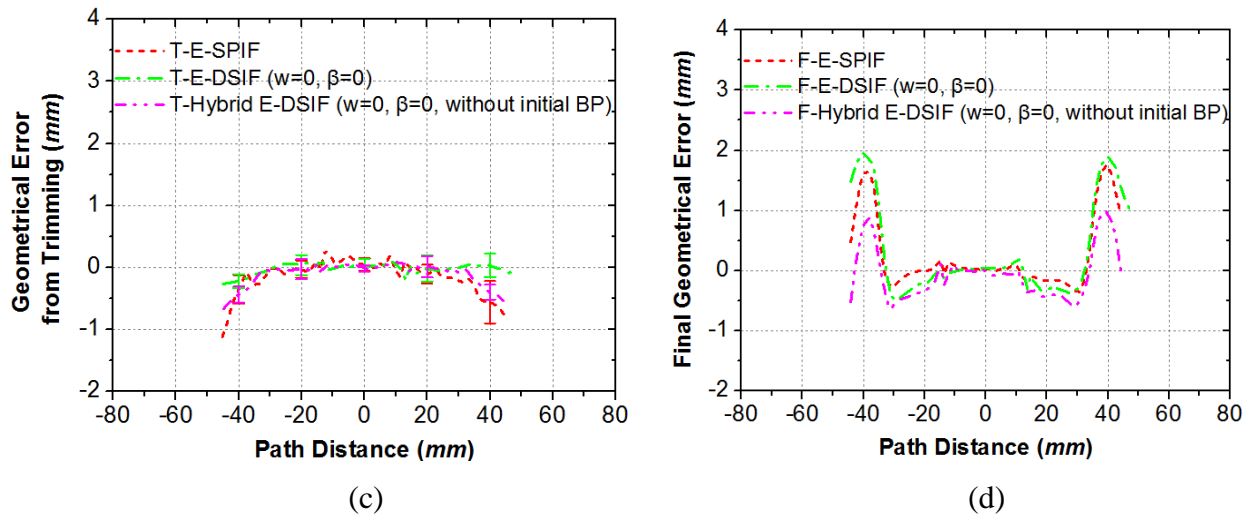 4
3
2
1
0
-1
-2
Geometrical Error
from Trimming (mm)
T-E-SPIF
T-E-DSIF (w=0, β=0)
T-Hybrid E-DSIF (w=0, β=0, without initial BP)
-80 -60 -40 -20 0 20 40 60 80
Path Distance (mm)
(c)
4
3
2
1
0
-1
-2
Final Geometrical Error (mm)
F-E-SPIF
F-E-DSIF (w=0, β=0)
F-Hybrid E-DSIF (w=0, β=0, without initial BP)
-80 -60 -40 -20 0 20 40 60 80
Path Distance (mm)
(d)